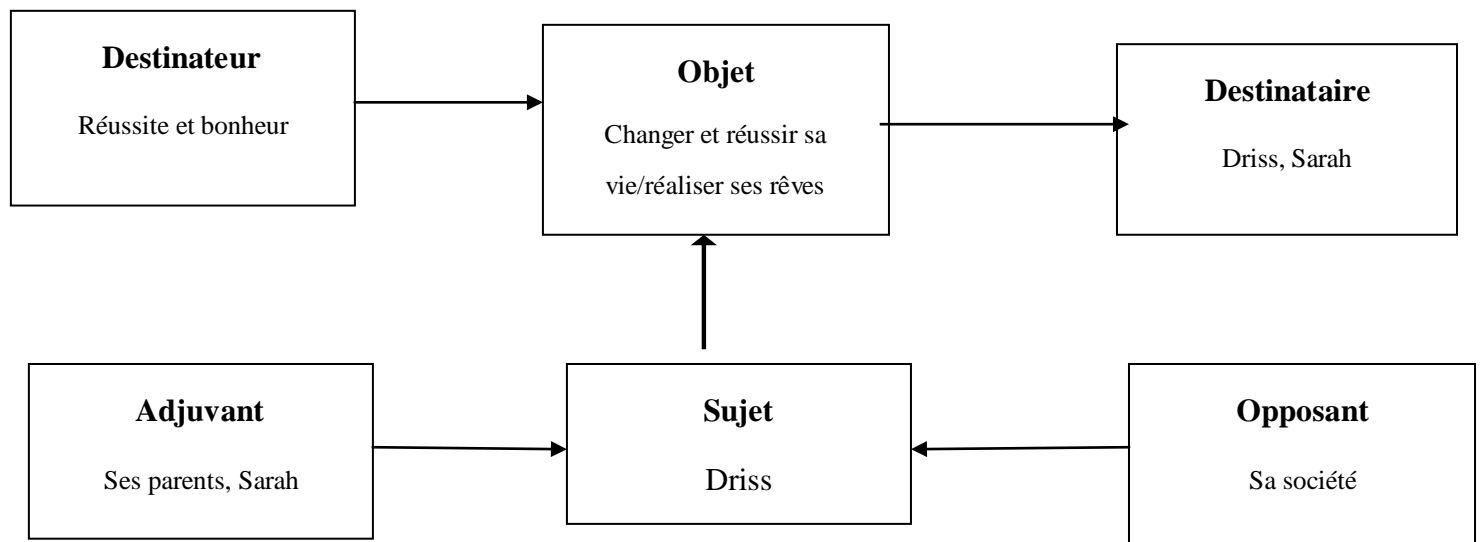 Destinateur
Réussite et bonheur
Objet
Changer et réussir sa
vie/réaliser ses rêves
Destinataire
Driss, Sarah
Adjuvant
Ses parents, Sarah
Sujet
Driss
Opposant
Sa société